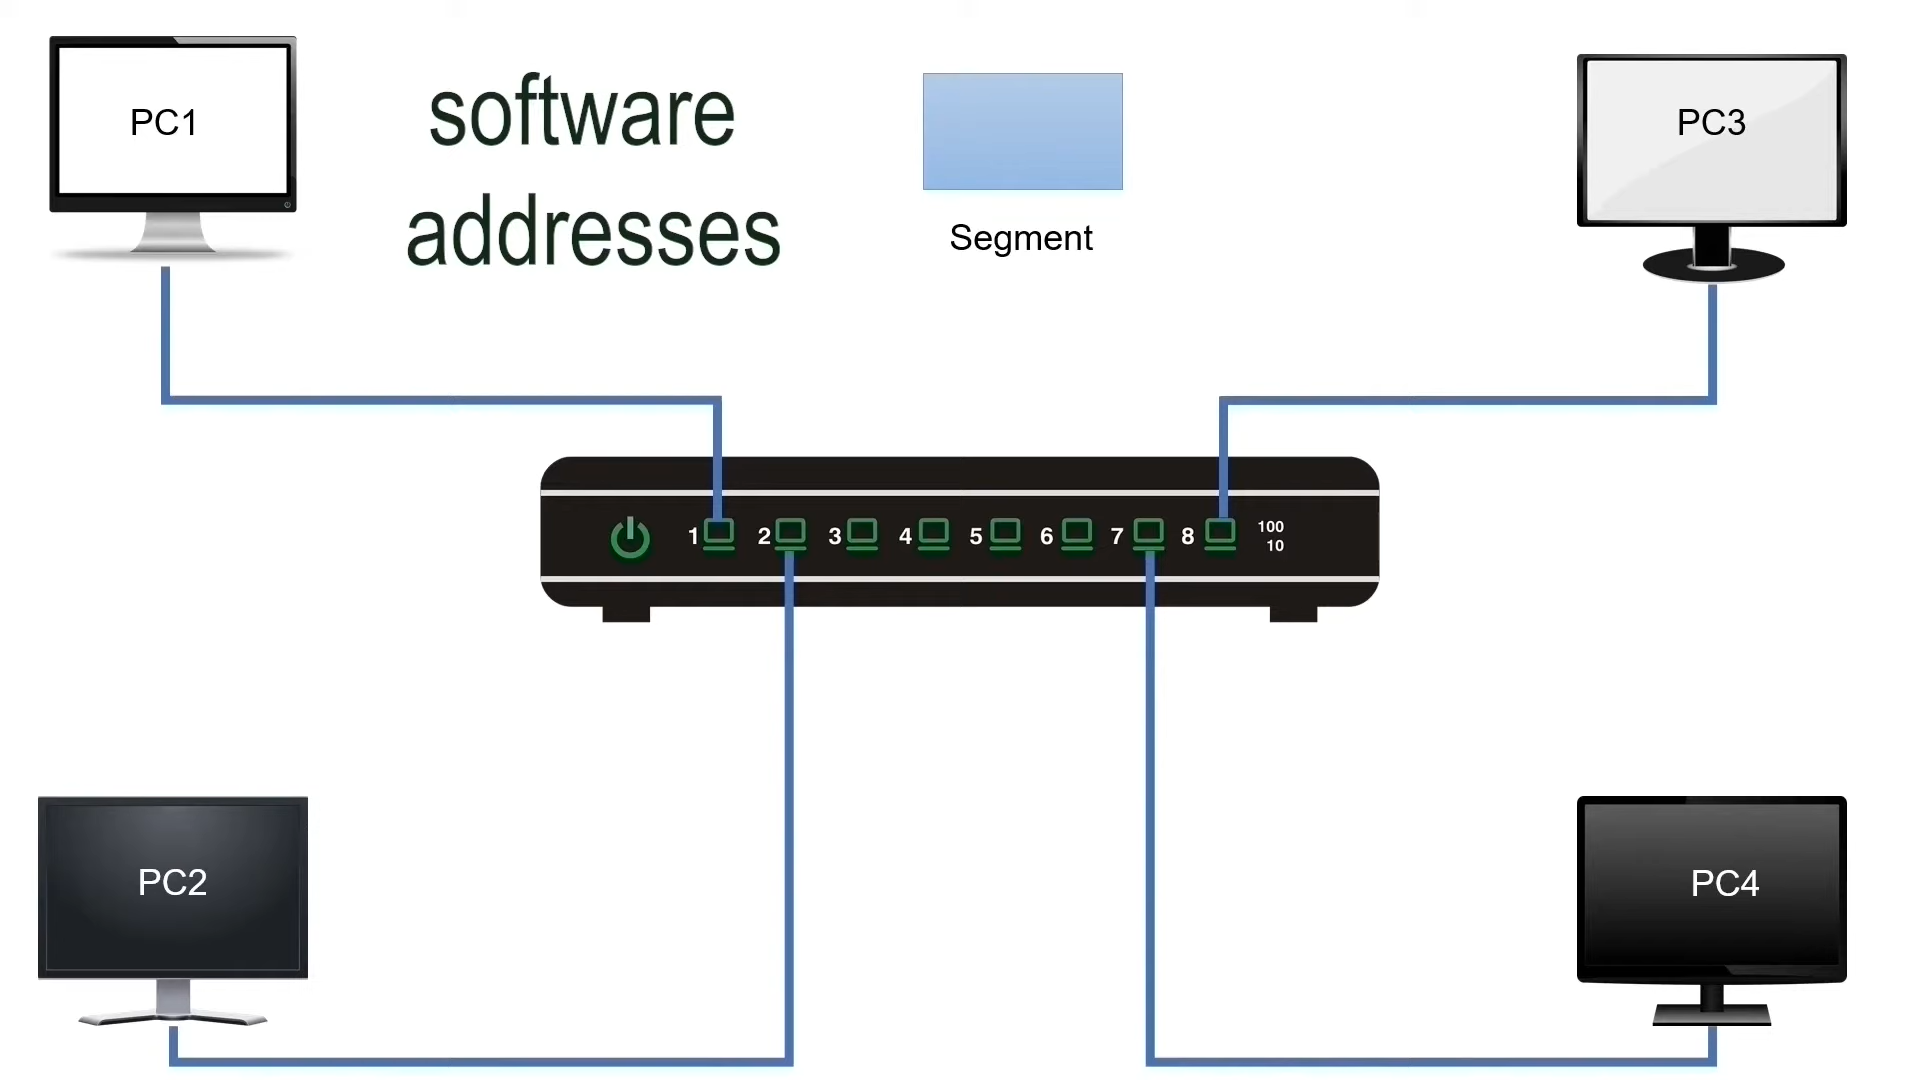 PC1
software
addresses
Segment
PC3
1 2 3 4 5 6 7 8 100
10
PC2
PC4